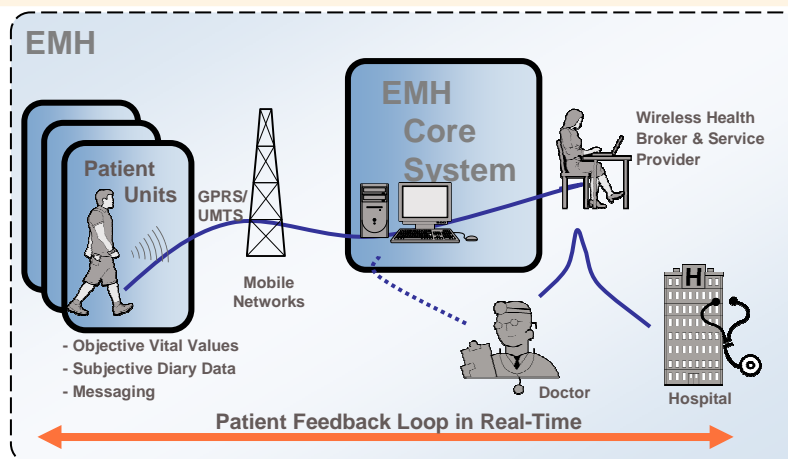 EMH
Patient
Units
- Objective Vital Values
- Subjective Diary Data
- Messaging
GPRS/
UMTS
Mobile
Networks
EMH
Core
System
Wireless Health
Broker & Service
Provider
Doctor
H
Hospital
Patient Feedback Loop in Real-Time